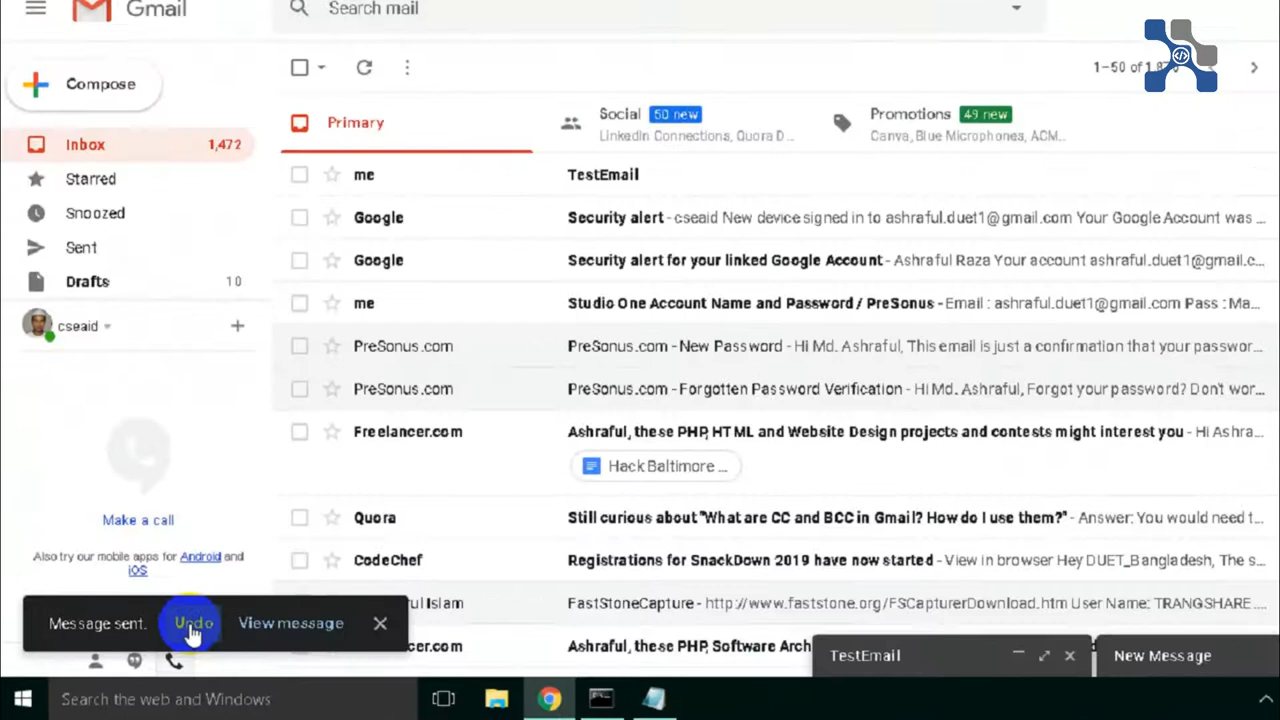 Gmail
Search mail
Compose
1–50 of
Primary
Social 50 new
LinkedIn Connections, Quora D...
Promotions 49 new
Canva, Blue Microphones, ACM...
Inbox 1,472
Starred
Snoozed
Sent
Drafts 10
cseaid
me TestEmail
Google Security alert - cseaid New device signed in to ashraful.duet1@gmail.com Your Google Account was ...
Google Security alert for your linked Google Account - Ashraful Raza Your account ashraful.duet1@gmail.c...
me Studio One Account Name and Password / PreSonus - Email : ashraful.duet1@gmail.com Pass : Ma...
PreSonus.com PreSonus.com - New Password - Hi Md. Ashraful, This email is just a confirmation that your passwor...
PreSonus.com PreSonus.com - Forgotten Password Verification - Hi Md. Ashraful, Forgot your password? Don't wor...
Freelancer.com Ashraful, these PHP, HTML and Website Design projects and contests might interest you - Hi Ashra...
Hack Baltimore ...
Quora Still curious about "What are CC and BCC in Gmail? How do I use them?" - Answer: You would need t...
CodeChef Registrations for SnackDown 2019 have now started - View in browser Hey DUET_Bangladesh, The s...
Islam FastStoneCapture - http://www.faststone.org/FSCapturerDownload.htm User Name: TRANGSHARE ...
Ashraful, these PHP, Software Arch
Make a call
Also try our mobile apps for Android and
iOS
Message sent. Undo View message
TestEmail
New Message
Search the web and Windows